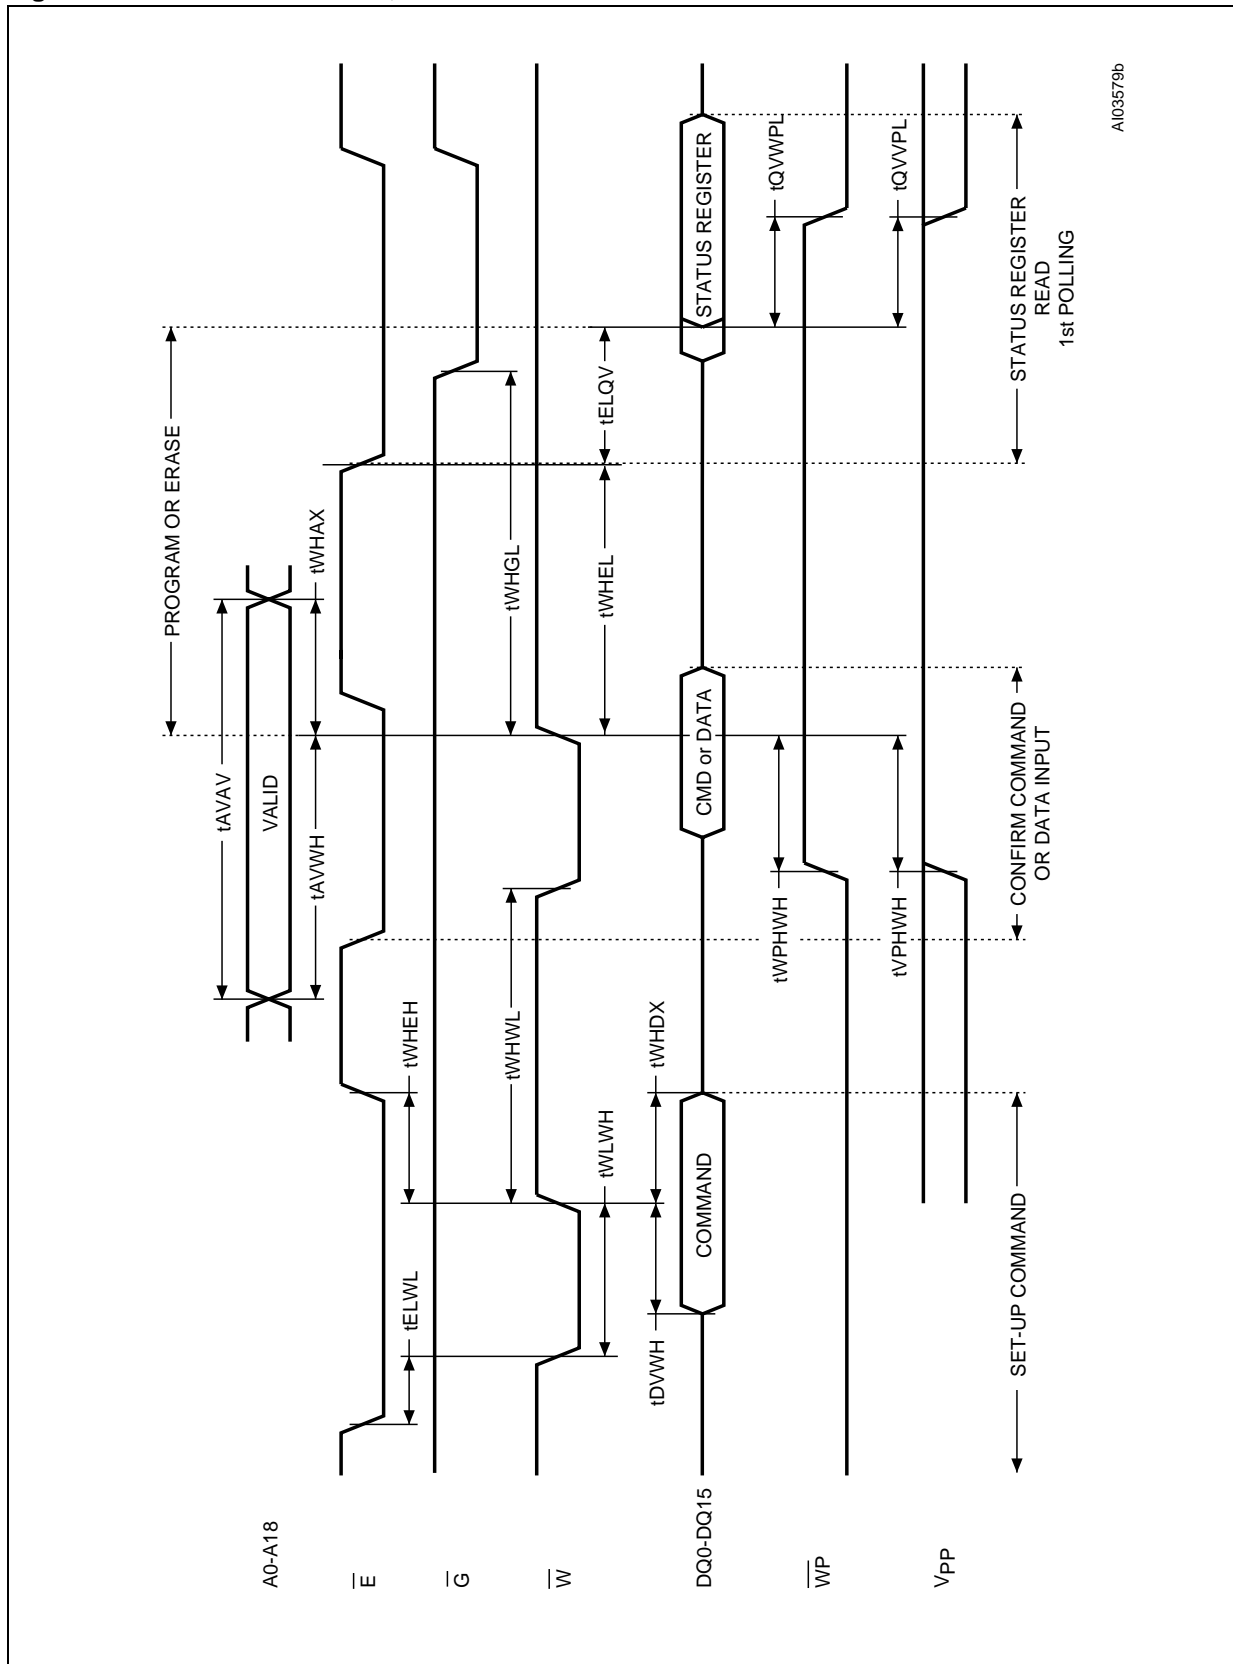 PROGRAM OR ERASE
tAVAV
A0-A18
VALID
tAVWH
tWHAX
E
tELWL
tWHEH
G
tWHWL
tWHGL
W
tWLWH
tWHEL
tELQV
tDVWH
tWHDX
DQ0-DQ15
COMMAND
CMD or DATA
STATUS REGISTER
tWPHWH
tQVWPL
WP
tVPHWH
tQVVPL
VPP
SET-UP COMMAND
CONFIRM COMMAND
OR DATA INPUT
STATUS REGISTER
READ
1st POLLING
AI03579b